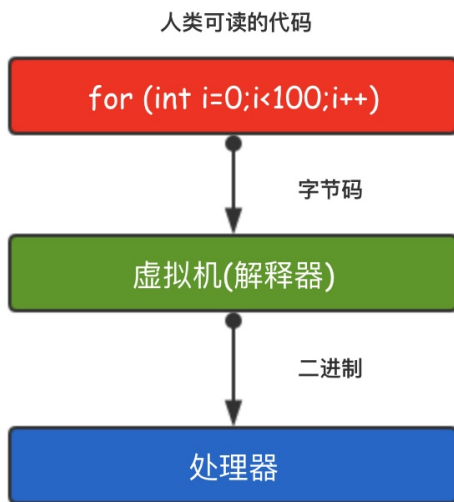 人类可读的代码
for (int i=0;i<100;i++)
字节码
虚拟机(解释器)
二进制
处理器